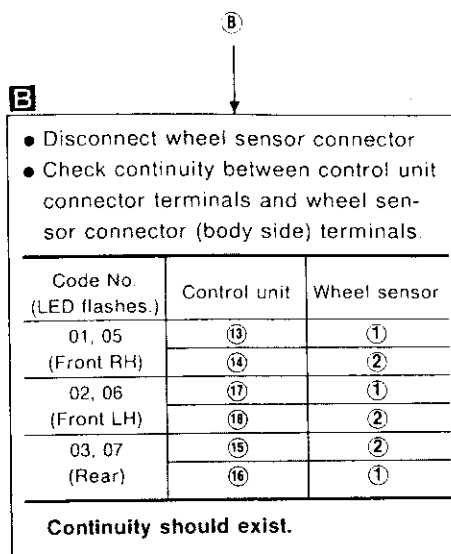 Ⓑ
B
● Disconnect wheel sensor connector
● Check continuity between control unit
connector terminals and wheel sen-
sor connector (body side) terminals.
Code No.
(LED flashes.) Control unit Wheel sensor
01, 05
(Front RH)
⑬ ①
⑭ ②
02, 06
(Front LH)
⑰ ①
⑱ ②
03, 07
(Rear)
⑮ ②
⑯ ①
Continuity should exist.